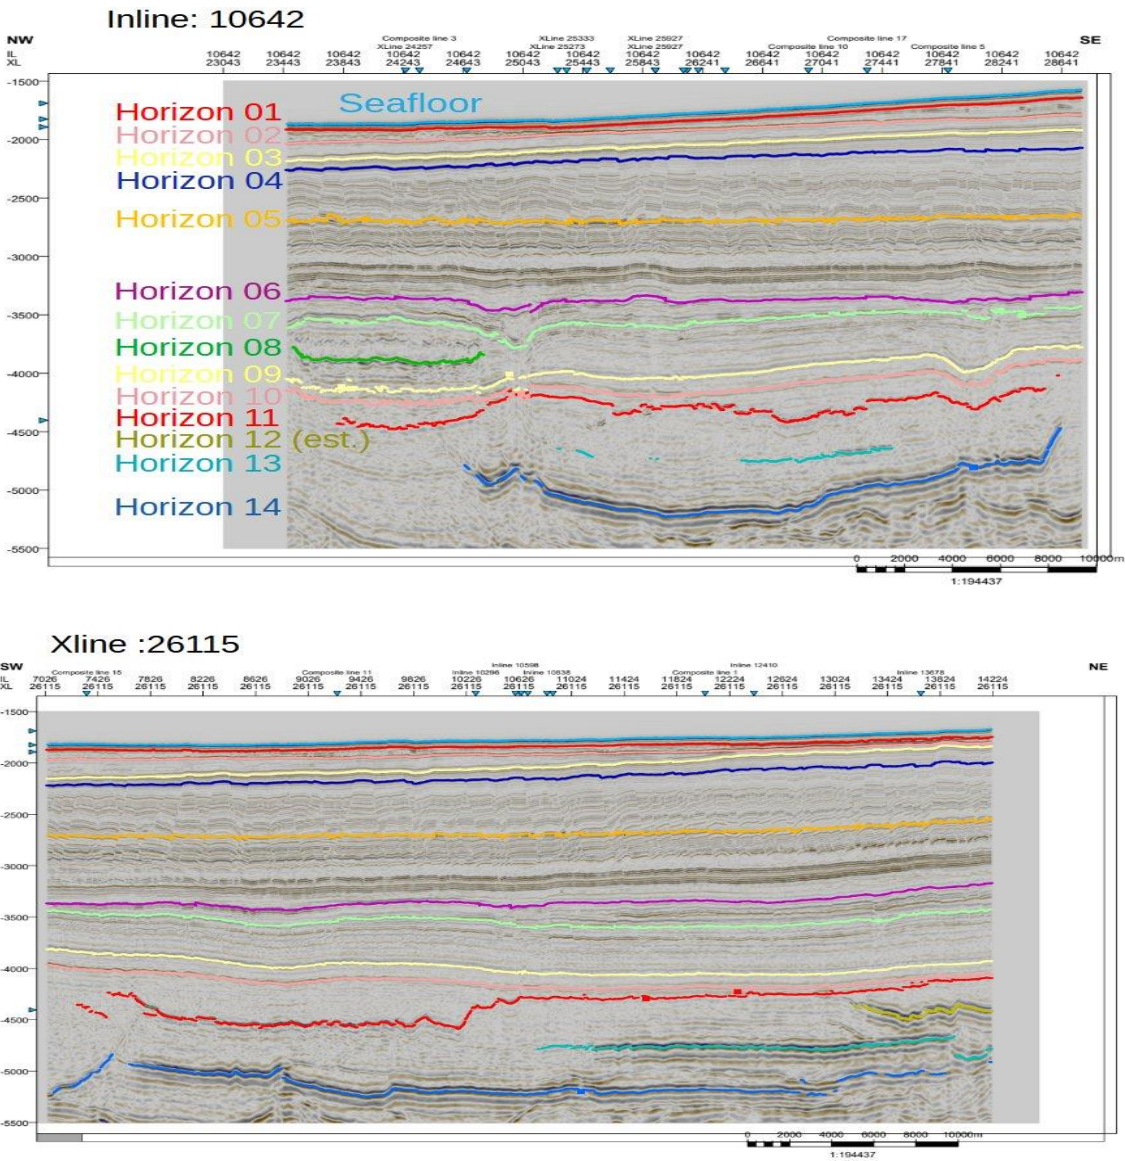 Inline: 10642
NW
SE
Composite line 3 XLine 25333 XLine 25927 Composite line 17
XLine 24257 XLine 25273 XLine 25927 Composite line 10 Composite line 5
IL 10642 10642 10642 10642 10642 10642 10642 10642 10642 10642 10642 10642 10642 10642 10642
XL 23043 23443 23843 24243 24643 25043 25443 25843 26241 26641 27041 27441 27841 28241 28641
-1500
-2000
-2500
-3000
-3500
-4000
-4500
-5000
-5500
Seafloor
Horizon 01
Horizon 02
Horizon 03
Horizon 04
Horizon 05
Horizon 06
Horizon 07
Horizon 08
Horizon 09
Horizon 10
Horizon 11
Horizon 12 (est.)
Horizon 13
Horizon 14
0 2000 4000 6000 8000 10000m
1:194437
Xline :26115
SW
NE
Inline 10598 Inline 12410
Composite line 15 Composite line 11 Inline 10296 Inline 10838 Composite line 1 Inline 13678
IL 7026 7426 7826 8226 8626 9026 9426 9826 10226 10626 11024 11424 11824 12224 12624 13024 13424 13824 14224
XL 26115 26115 26115 26115 26115 26115 26115 26115 26115 26115 26115 26115 26115 26115 26115 26115 26115 26115 26115
-1500
-2000
-2500
-3000
-3500
-4000
-4500
-5000
-5500
0 2000 4000 6000 8000 10000m
1:194437